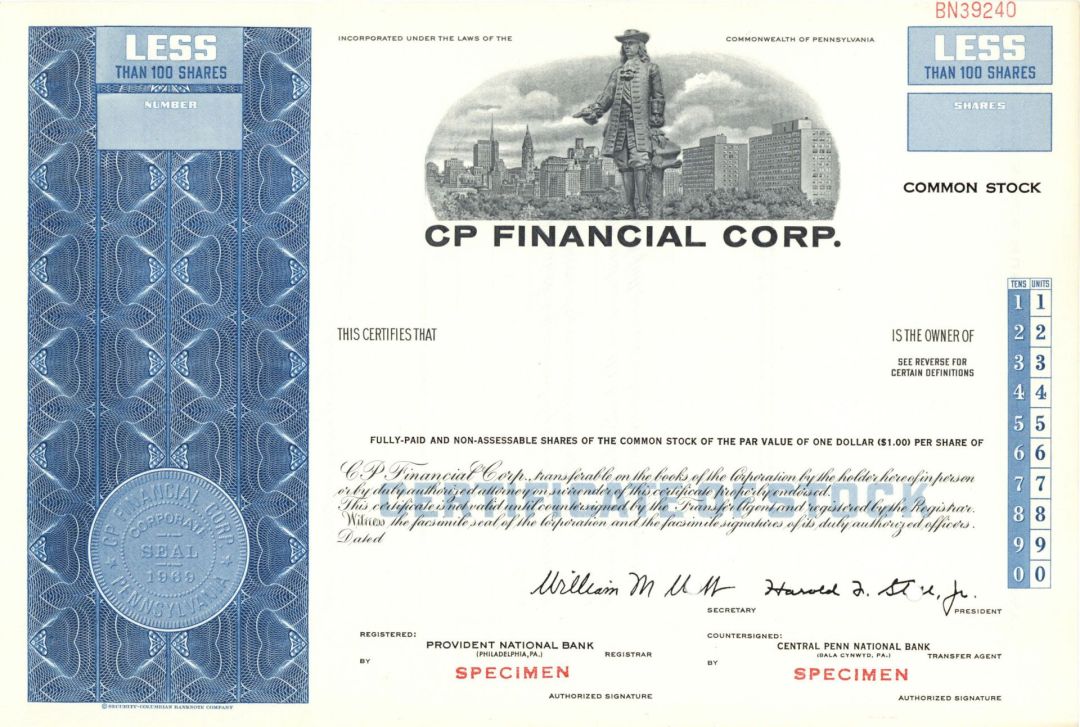 BN39240
LESS
THAN 100 SHARES
NUMBER
INCORPORATED UNDER THE LAWS OF THE
COMMONWEALTH OF PENNSYLVANIA
LESS
THAN 100 SHARES
SHARES
COMMON STOCK
CP FINANCIAL CORP.
TENS UNITS
1 1
2 2
3 3
4 4
5 5
6 6
7 7
8 8
9 9
0 0
THIS CERTIFIES THAT
IS THE OWNER OF
SEE REVERSE FOR
CERTAIN DEFINITIONS
FULLY-PAID AND NON-ASSESSABLE SHARES OF THE COMMON STOCK OF THE PAR VALUE OF ONE DOLLAR ($1.00) PER SHARE OF
CP Financial Corp., transferable on the books of the Corporation by the holder hereof in person
or by duly authorized attorney on surrender of this certificate properly endorsed.
This certificate is not valid until countersigned by the Transfer Agent and registered by the Registrar.
Witness the facsimile seal of the Corporation and the facsimile signatures of its duly authorized officers.
Dated
STOCK
CP FINANCIAL CORP.
CORPORATE
SEAL
1969
PENNSYLVANIA
William M
Harold F.
Jr.
SECRETARY
PRESIDENT
REGISTERED:
PROVIDENT NATIONAL BANK
(PHILADELPHIA, PA.)
REGISTRAR
BY
SPECIMEN
AUTHORIZED SIGNATURE
COUNTERSIGNED:
CENTRAL PENN NATIONAL BANK
(BALA CYNWYD, PA.)
TRANSFER AGENT
BY
SPECIMEN
AUTHORIZED SIGNATURE
© SECURITY-COLUMBIAN BANKNOTE COMPANY